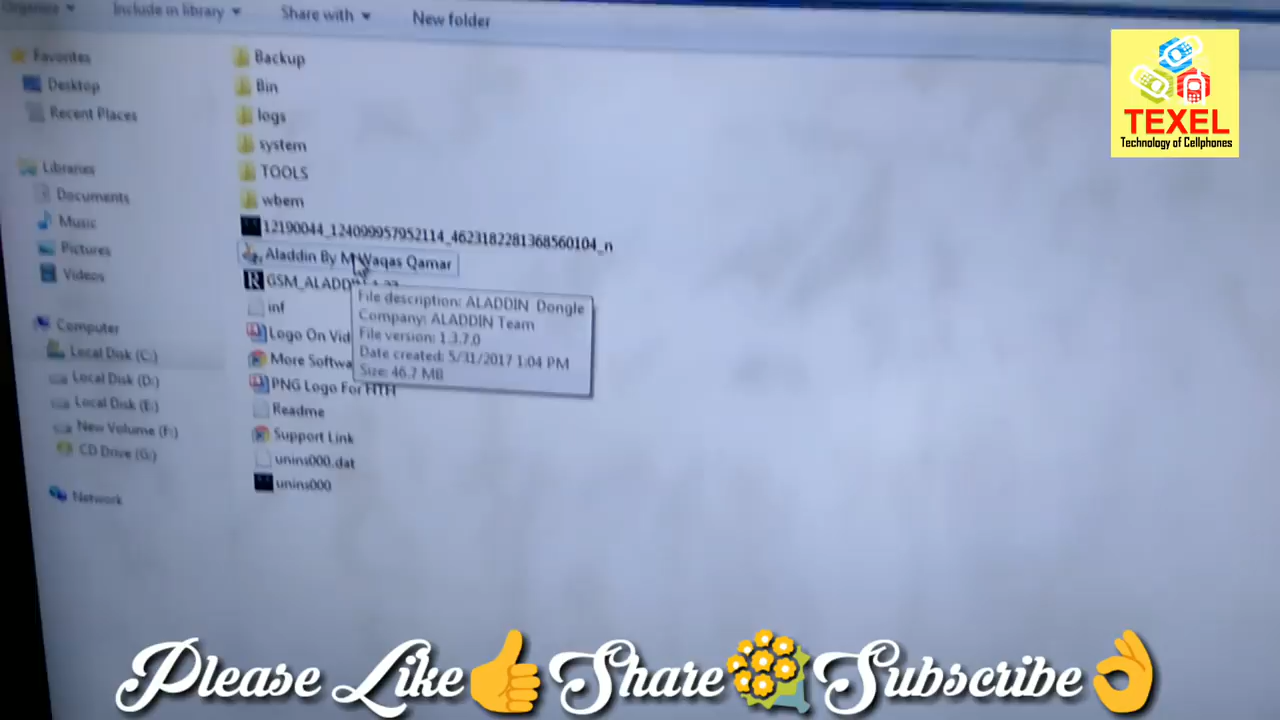 Organize
Include in library
Share with
New folder
Favorites
Desktop
Recent Places
Libraries
Documents
Music
Pictures
Videos
Computer
Local Disk (C:)
Local Disk (D:)
Local Disk (E:)
New Volume (F:)
CD Drive (G:)
Network
Backup
Bin
logs
system
TOOLS
wbem
12190044_124099957952114_4623182281368560104_n
Aladdin By M Waqas Qamar
GSM_ALADDIN
inf
Logo On Vid
More Softwa
PNG Logo For HTH
Readme
Support Link
unins000.dat
unins000
File description: ALADDIN Dongle
Company: ALADDIN Team
File version: 1.3.7.0
Date created: 5/31/2017 1:04 PM
Size: 46.7 MB
TEXEL
Technology of Cellphones
Please Like Share Subscribe